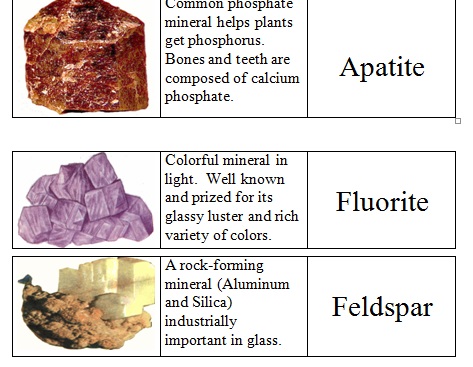 Common phosphate
mineral helps plants
get phosphorus.
Bones and teeth are
composed of calcium
phosphate.
Apatite
Colorful mineral in
light. Well known
and prized for its
glassy luster and rich
variety of colors.
Fluorite
A rock-forming
mineral (Aluminum
and Silica)
industrially
important in glass.
Feldspar